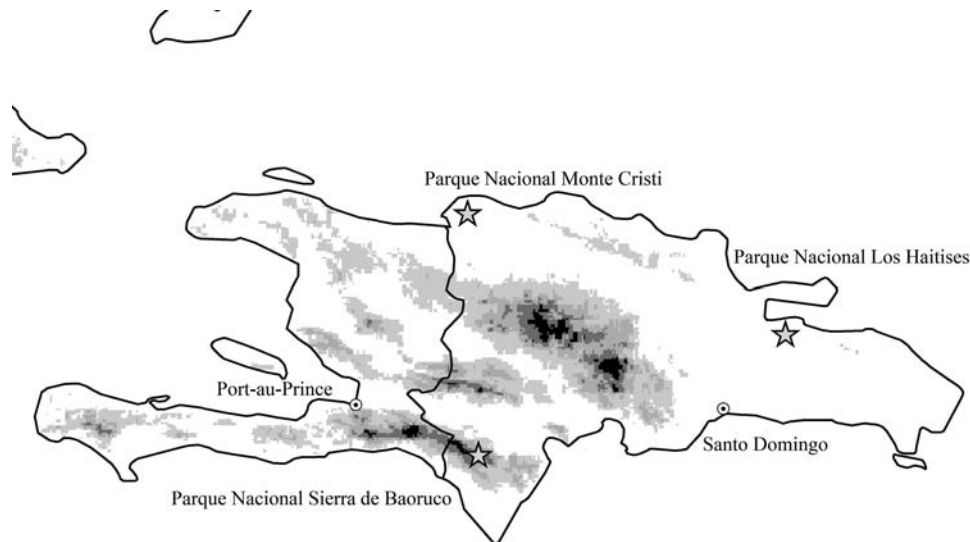 Parque Nacional Monte Cristi
Parque Nacional Los Haitises
Port-au-Prince
Santo Domingo
Parque Nacional Sierra de Baoruco